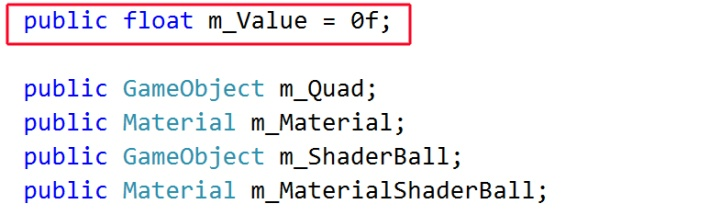 public float m_Value = 0f;
public GameObject m_Quad;
public Material m_Material;
public GameObject m_ShaderBall;
public Material m_MaterialShaderBall;